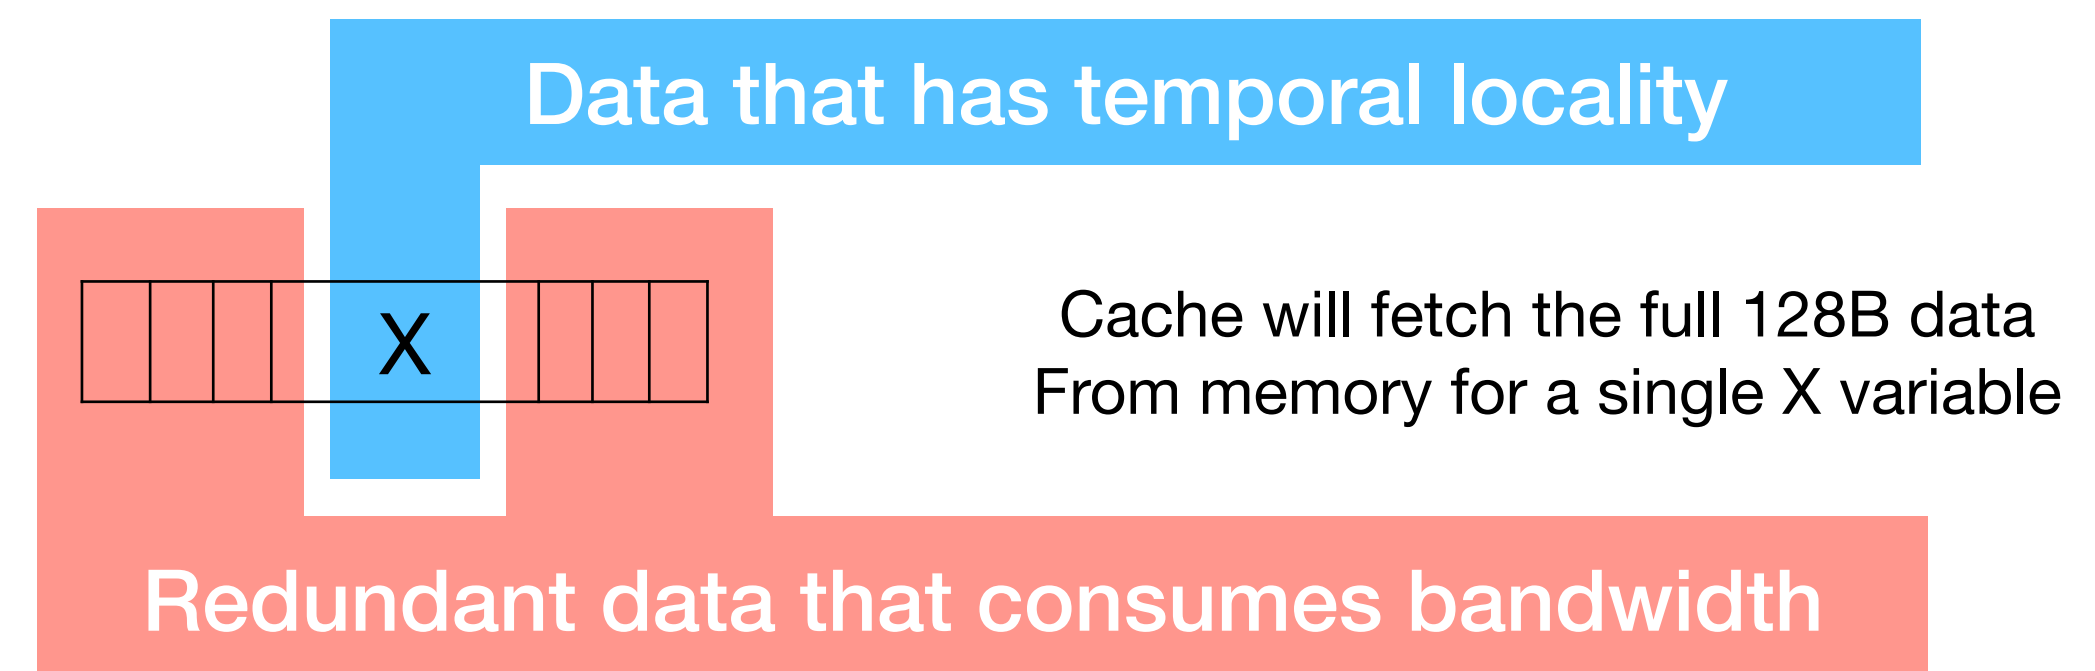 Data that has temporal locality
X
Cache will fetch the full 128B data
From memory for a single X variable
Redundant data that consumes bandwidth